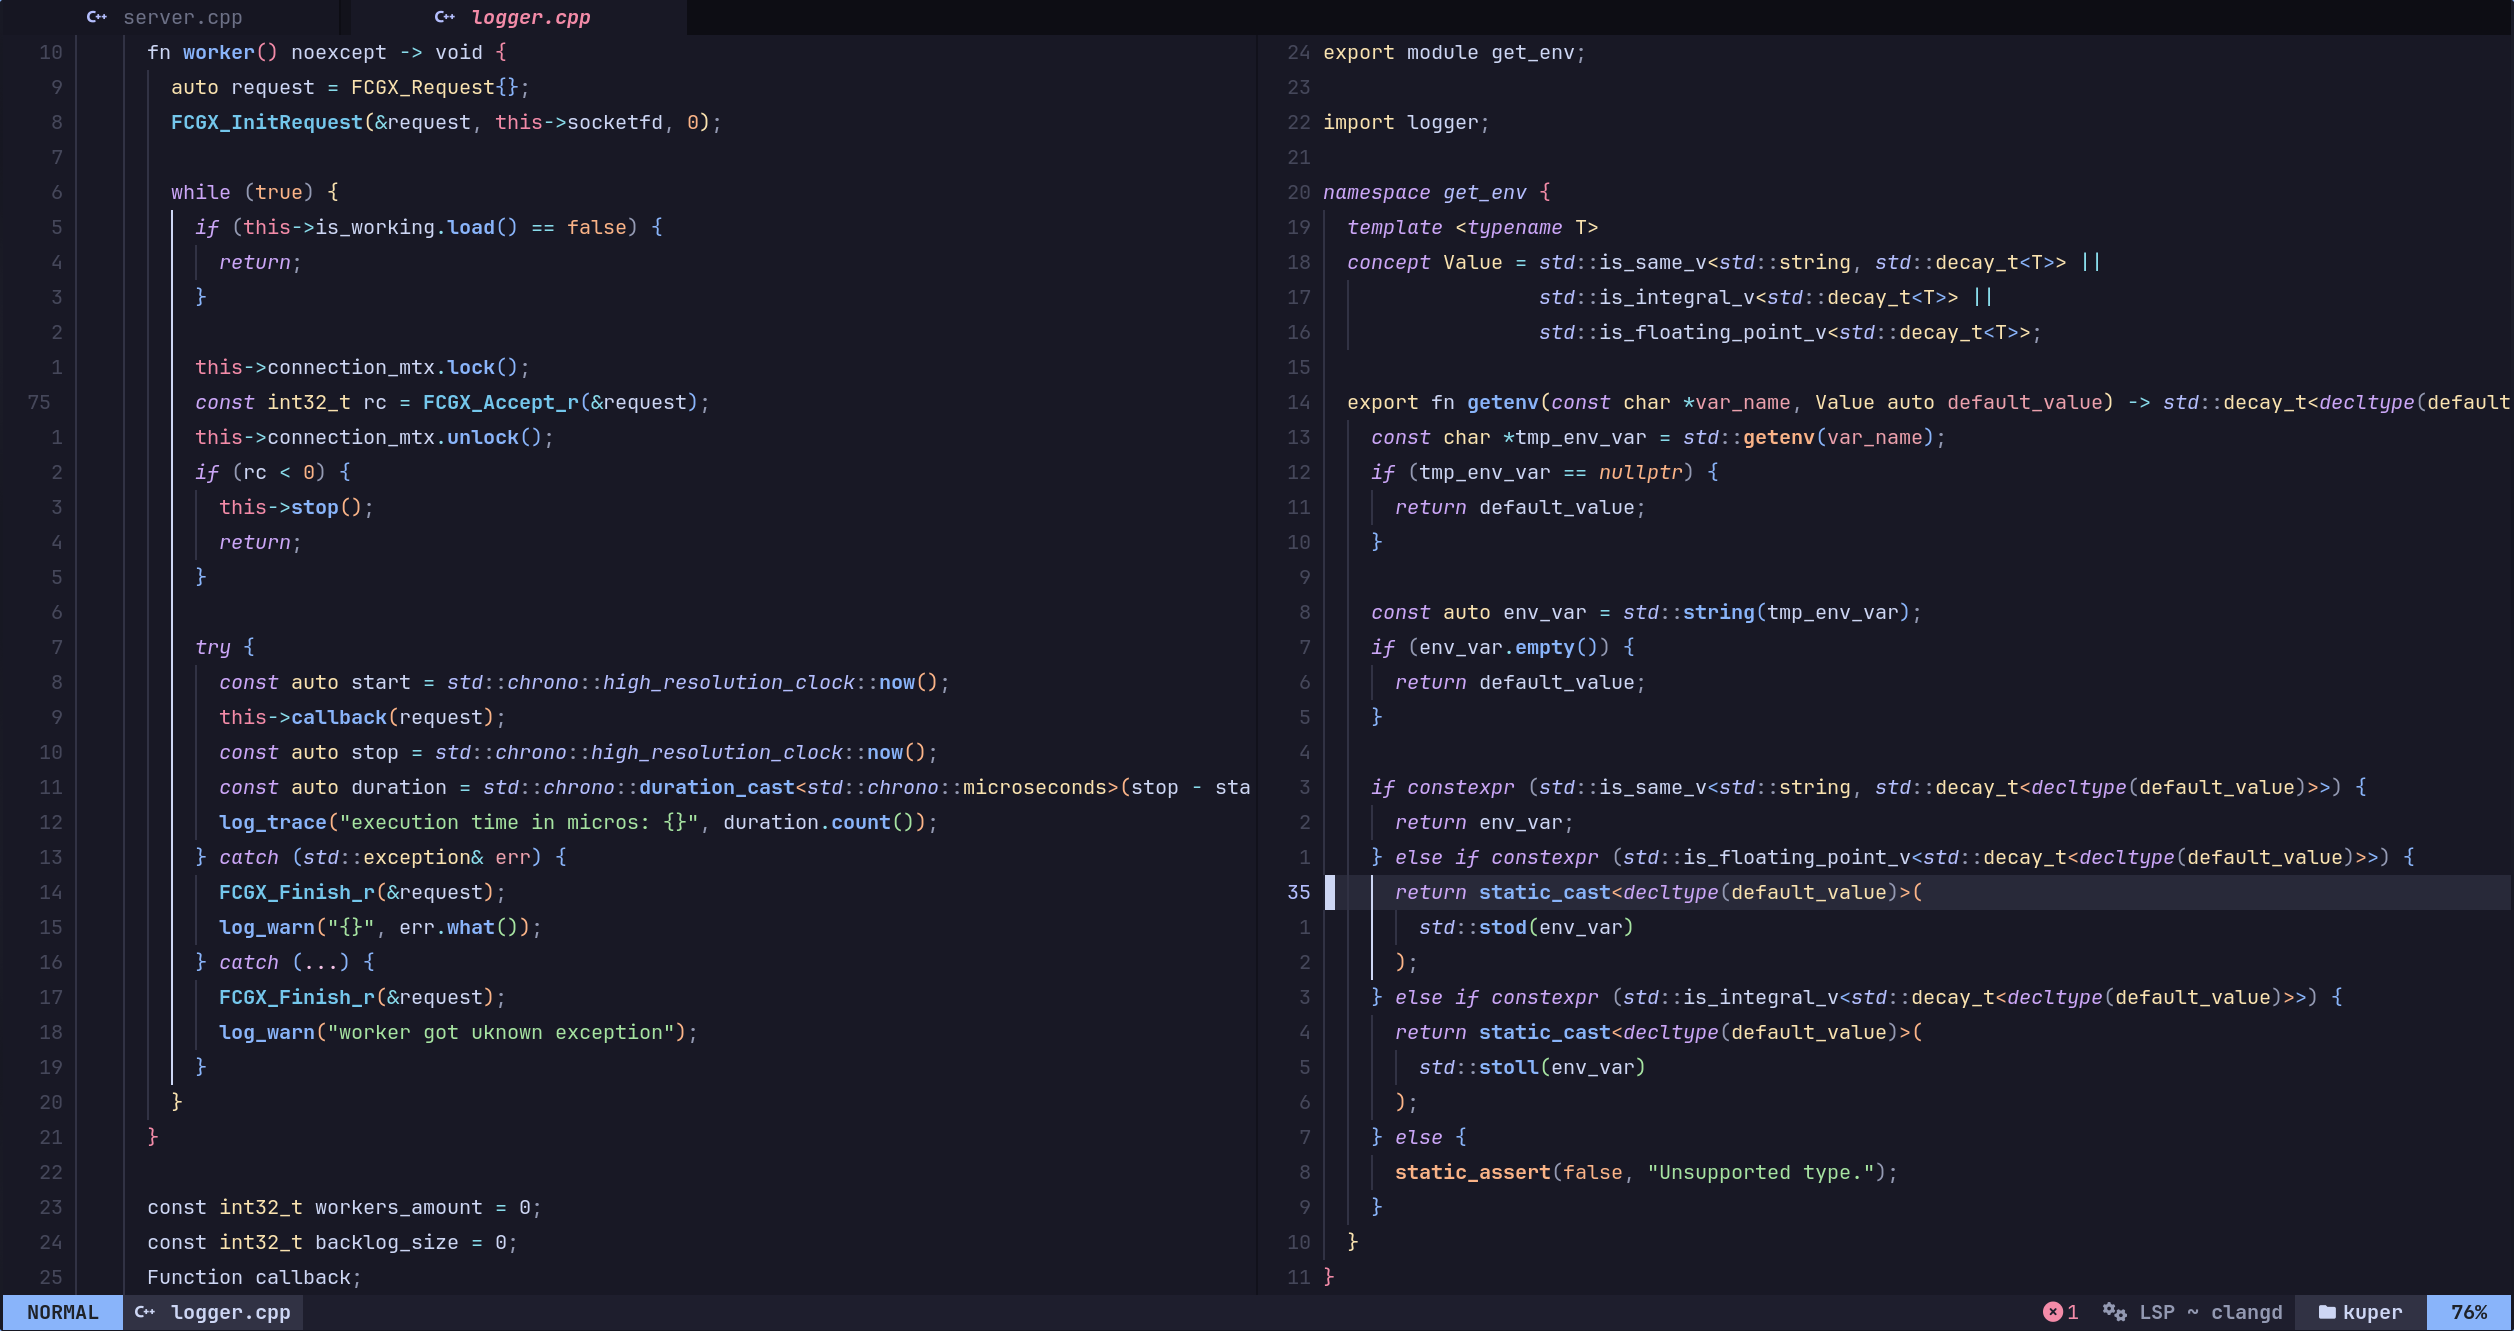 server.cpp
logger.cpp
10 fn worker() noexcept -> void {
9 auto request = FCGX_Request{};
8 FCGX_InitRequest(&request, this->socketfd, 0);
7
6 while (true) {
5 if (this->is_working.load() == false) {
4 return;
3 }
2
1 this->connection_mtx.lock();
75 const int32_t rc = FCGX_Accept_r(&request);
1 this->connection_mtx.unlock();
2 if (rc < 0) {
3 this->stop();
4 return;
5 }
6
7 try {
8 const auto start = std::chrono::high_resolution_clock::now();
9 this->callback(request);
10 const auto stop = std::chrono::high_resolution_clock::now();
11 const auto duration = std::chrono::duration_cast<std::chrono::microseconds>(stop - sta
12 log_trace("execution time in micros: {}", duration.count());
13 } catch (std::exception& err) {
14 FCGX_Finish_r(&request);
15 log_warn("{}", err.what());
16 } catch (...) {
17 FCGX_Finish_r(&request);
18 log_warn("worker got uknown exception");
19 }
20 }
21 }
22
23 const int32_t workers_amount = 0;
24 const int32_t backlog_size = 0;
25 Function callback;
24 export module get_env;
23
22 import logger;
21
20 namespace get_env {
19 template <typename T>
18 concept Value = std::is_same_v<std::string, std::decay_t<T>> ||
17 std::is_integral_v<std::decay_t<T>> ||
16 std::is_floating_point_v<std::decay_t<T>>;
15
14 export fn getenv(const char *var_name, Value auto default_value) -> std::decay_t<decltype(default
13 const char *tmp_env_var = std::getenv(var_name);
12 if (tmp_env_var == nullptr) {
11 return default_value;
10 }
9
8 const auto env_var = std::string(tmp_env_var);
7 if (env_var.empty()) {
6 return default_value;
5 }
4
3 if constexpr (std::is_same_v<std::string, std::decay_t<decltype(default_value)>>) {
2 return env_var;
1 } else if constexpr (std::is_floating_point_v<std::decay_t<decltype(default_value)>>) {
35 return static_cast<decltype(default_value)>(
1 std::stod(env_var)
2 );
3 } else if constexpr (std::is_integral_v<std::decay_t<decltype(default_value)>>) {
4 return static_cast<decltype(default_value)>(
5 std::stoll(env_var)
6 );
7 } else {
8 static_assert(false, "Unsupported type.");
9 }
10 }
11 }
NORMAL C++ logger.cpp 1 LSP ~ clangd kuper 76%